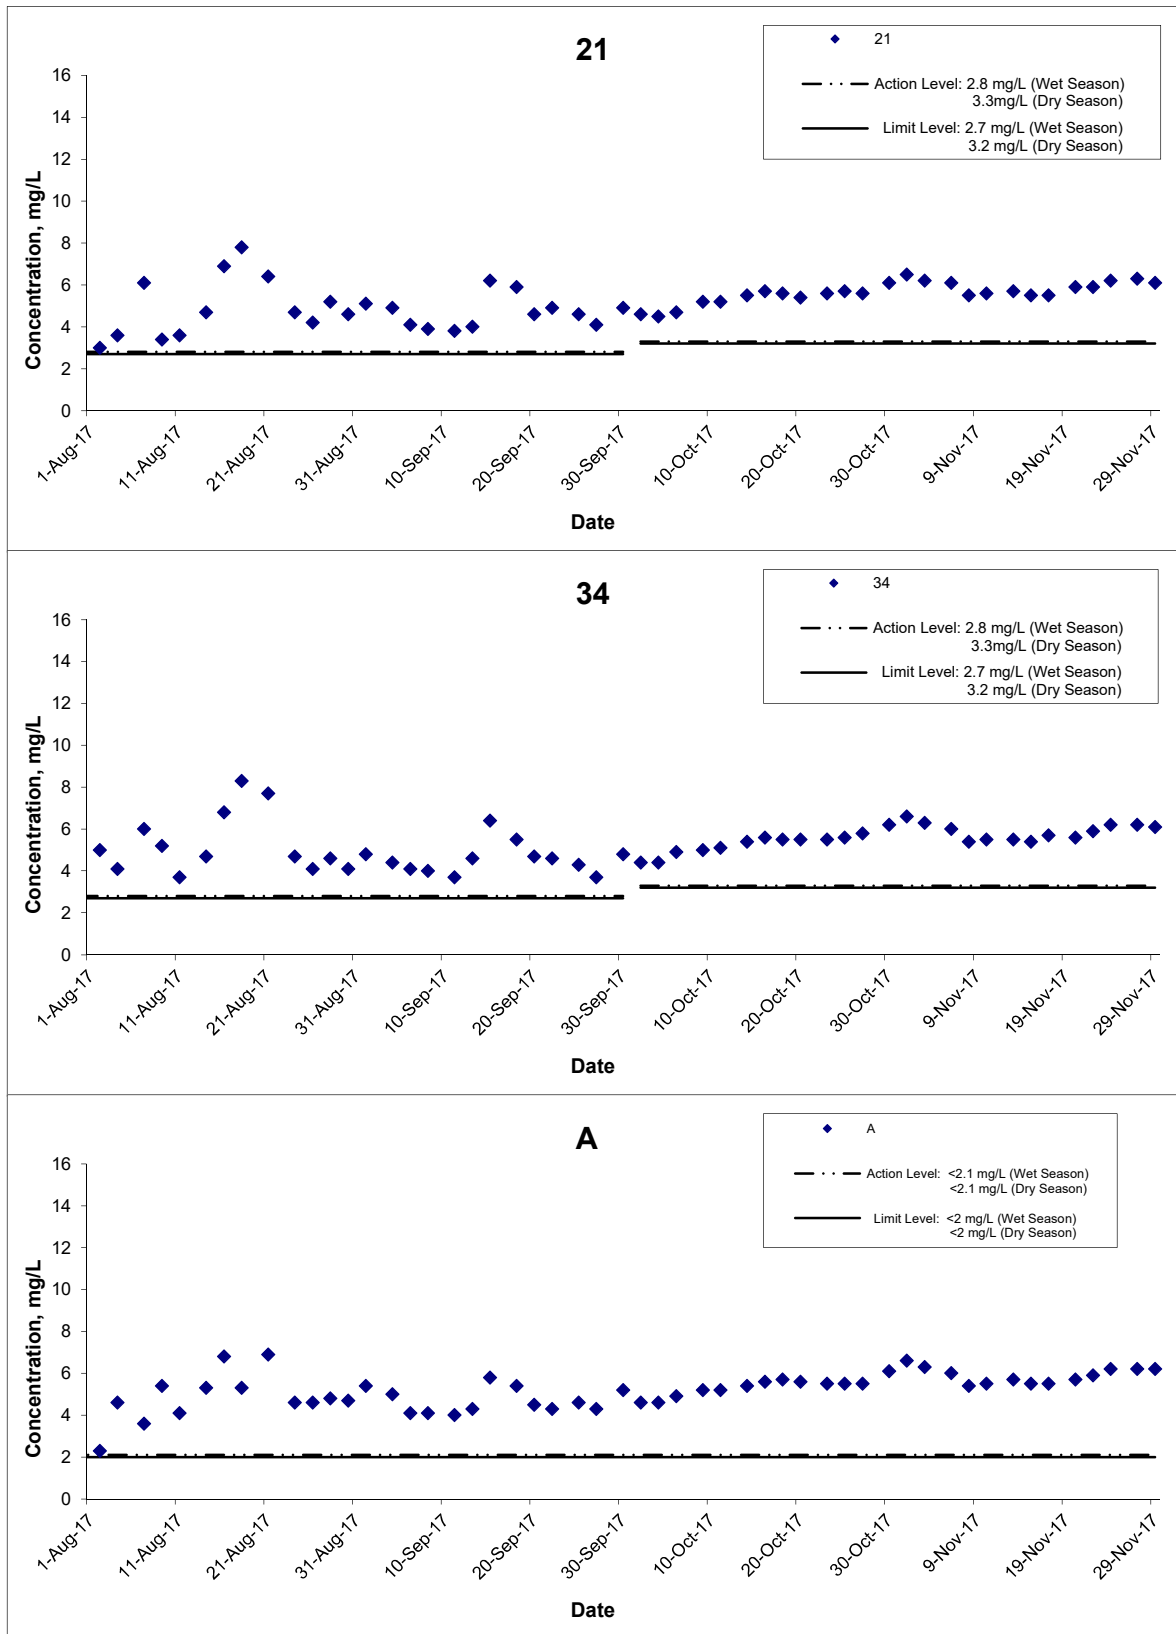 21
21
Action Level: 2.8 mg/L (Wet Season)
3.3mg/L (Dry Season)
Limit Level: 2.7 mg/L (Wet Season)
3.2 mg/L (Dry Season)
Concentration, mg/L
16
14
12
10
8
6
4
2
0
1-Aug-17
11-Aug-17
21-Aug-17
31-Aug-17
10-Sep-17
20-Sep-17
30-Sep-17
10-Oct-17
20-Oct-17
30-Oct-17
9-Nov-17
19-Nov-17
29-Nov-17
Date
34
34
Action Level: 2.8 mg/L (Wet Season)
3.3mg/L (Dry Season)
Limit Level: 2.7 mg/L (Wet Season)
3.2 mg/L (Dry Season)
Concentration, mg/L
16
14
12
10
8
6
4
2
0
1-Aug-17
11-Aug-17
21-Aug-17
31-Aug-17
10-Sep-17
20-Sep-17
30-Sep-17
10-Oct-17
20-Oct-17
30-Oct-17
9-Nov-17
19-Nov-17
29-Nov-17
Date
A
A
Action Level: <2.1 mg/L (Wet Season)
<2.1 mg/L (Dry Season)
Limit Level: <2 mg/L (Wet Season)
<2 mg/L (Dry Season)
Concentration, mg/L
16
14
12
10
8
6
4
2
0
1-Aug-17
11-Aug-17
21-Aug-17
31-Aug-17
10-Sep-17
20-Sep-17
30-Sep-17
10-Oct-17
20-Oct-17
30-Oct-17
9-Nov-17
19-Nov-17
29-Nov-17
Date